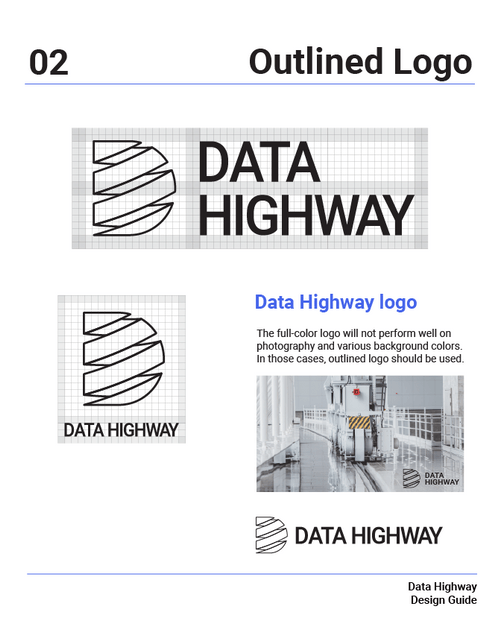 02
Outlined Logo
DATA
HIGHWAY
DATA HIGHWAY
Data Highway logo
The full-color logo will not perform well on
photography and various background colors.
In those cases, outlined logo should be used.
DATA
HIGHWAY
DATA HIGHWAY
Data Highway
Design Guide